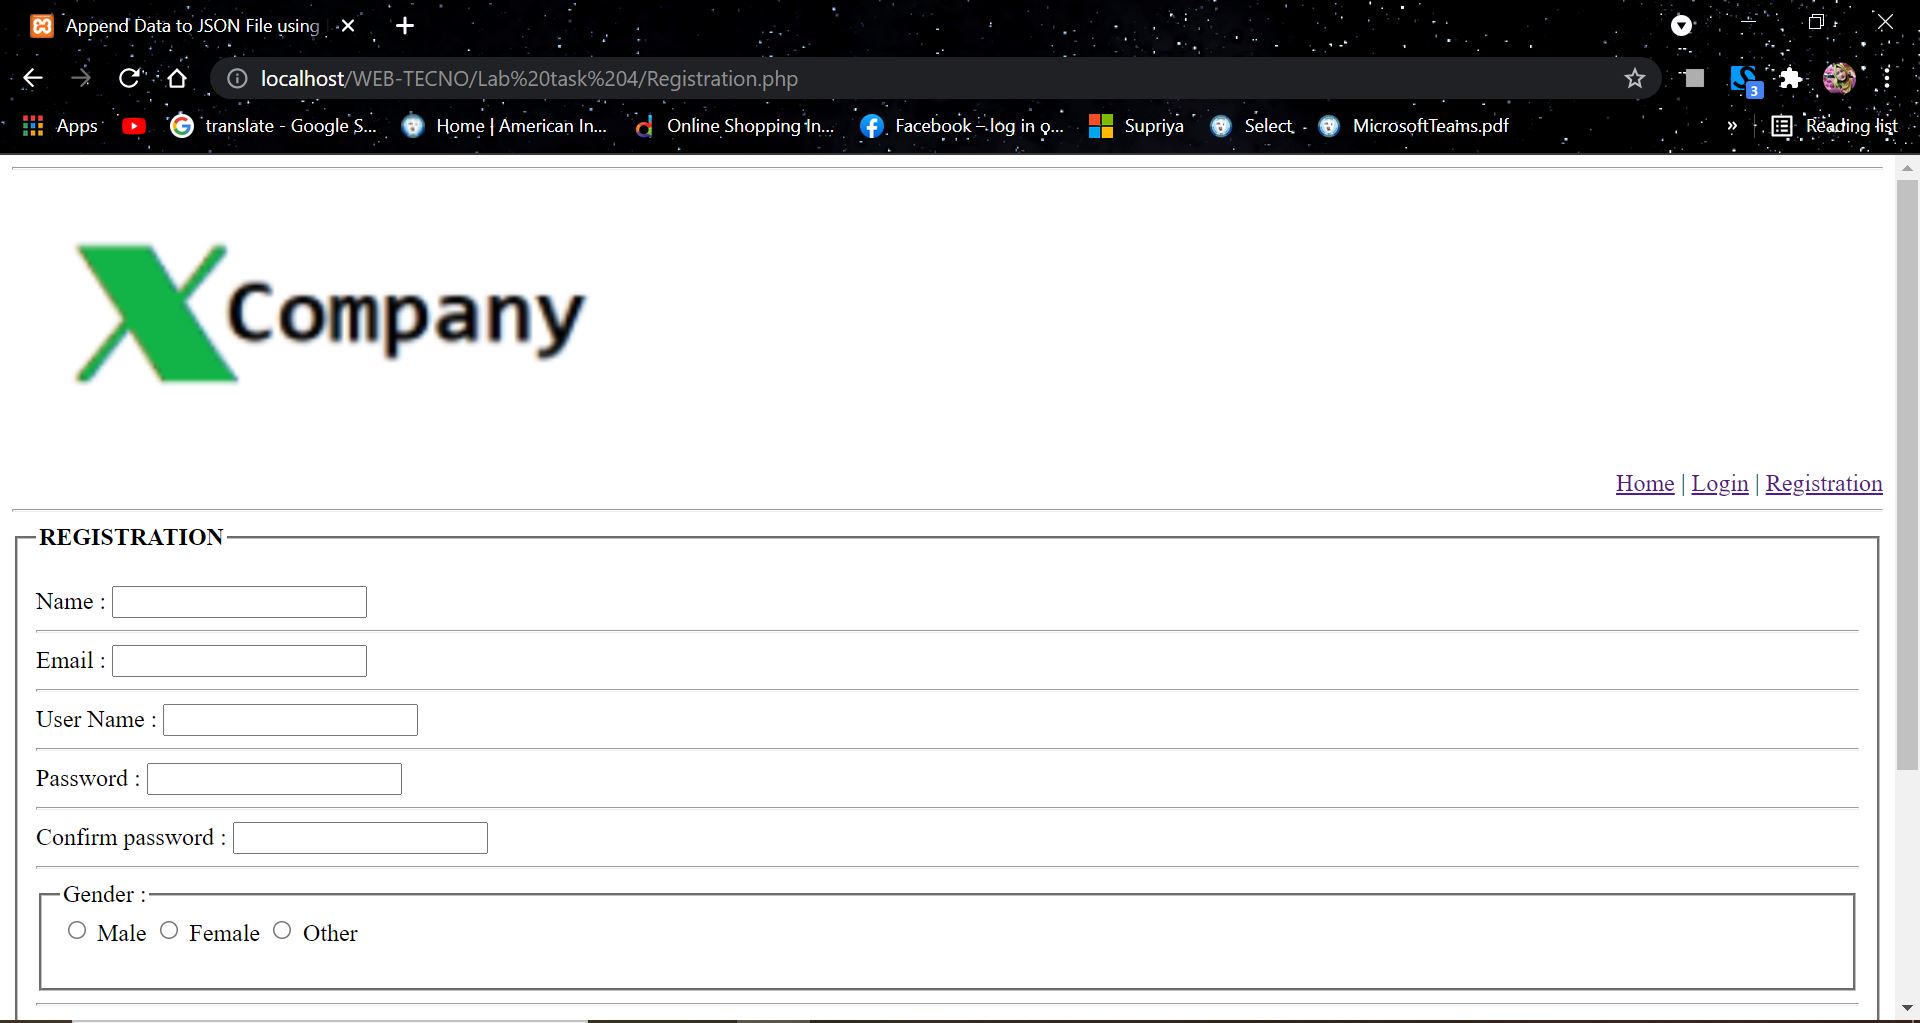 Append Data to JSON File using
localhost/WEB-TECNO/Lab%20task%204/Registration.php
3
Apps translate - Google S... Home | American In... Online Shopping In... Facebook – log in o... Supriya Select. MicrosoftTeams.pdf » Reading list
X Company
Home | Login | Registration
REGISTRATION
Name :
Email :
User Name :
Password :
Confirm password :
Gender :
Male Female Other